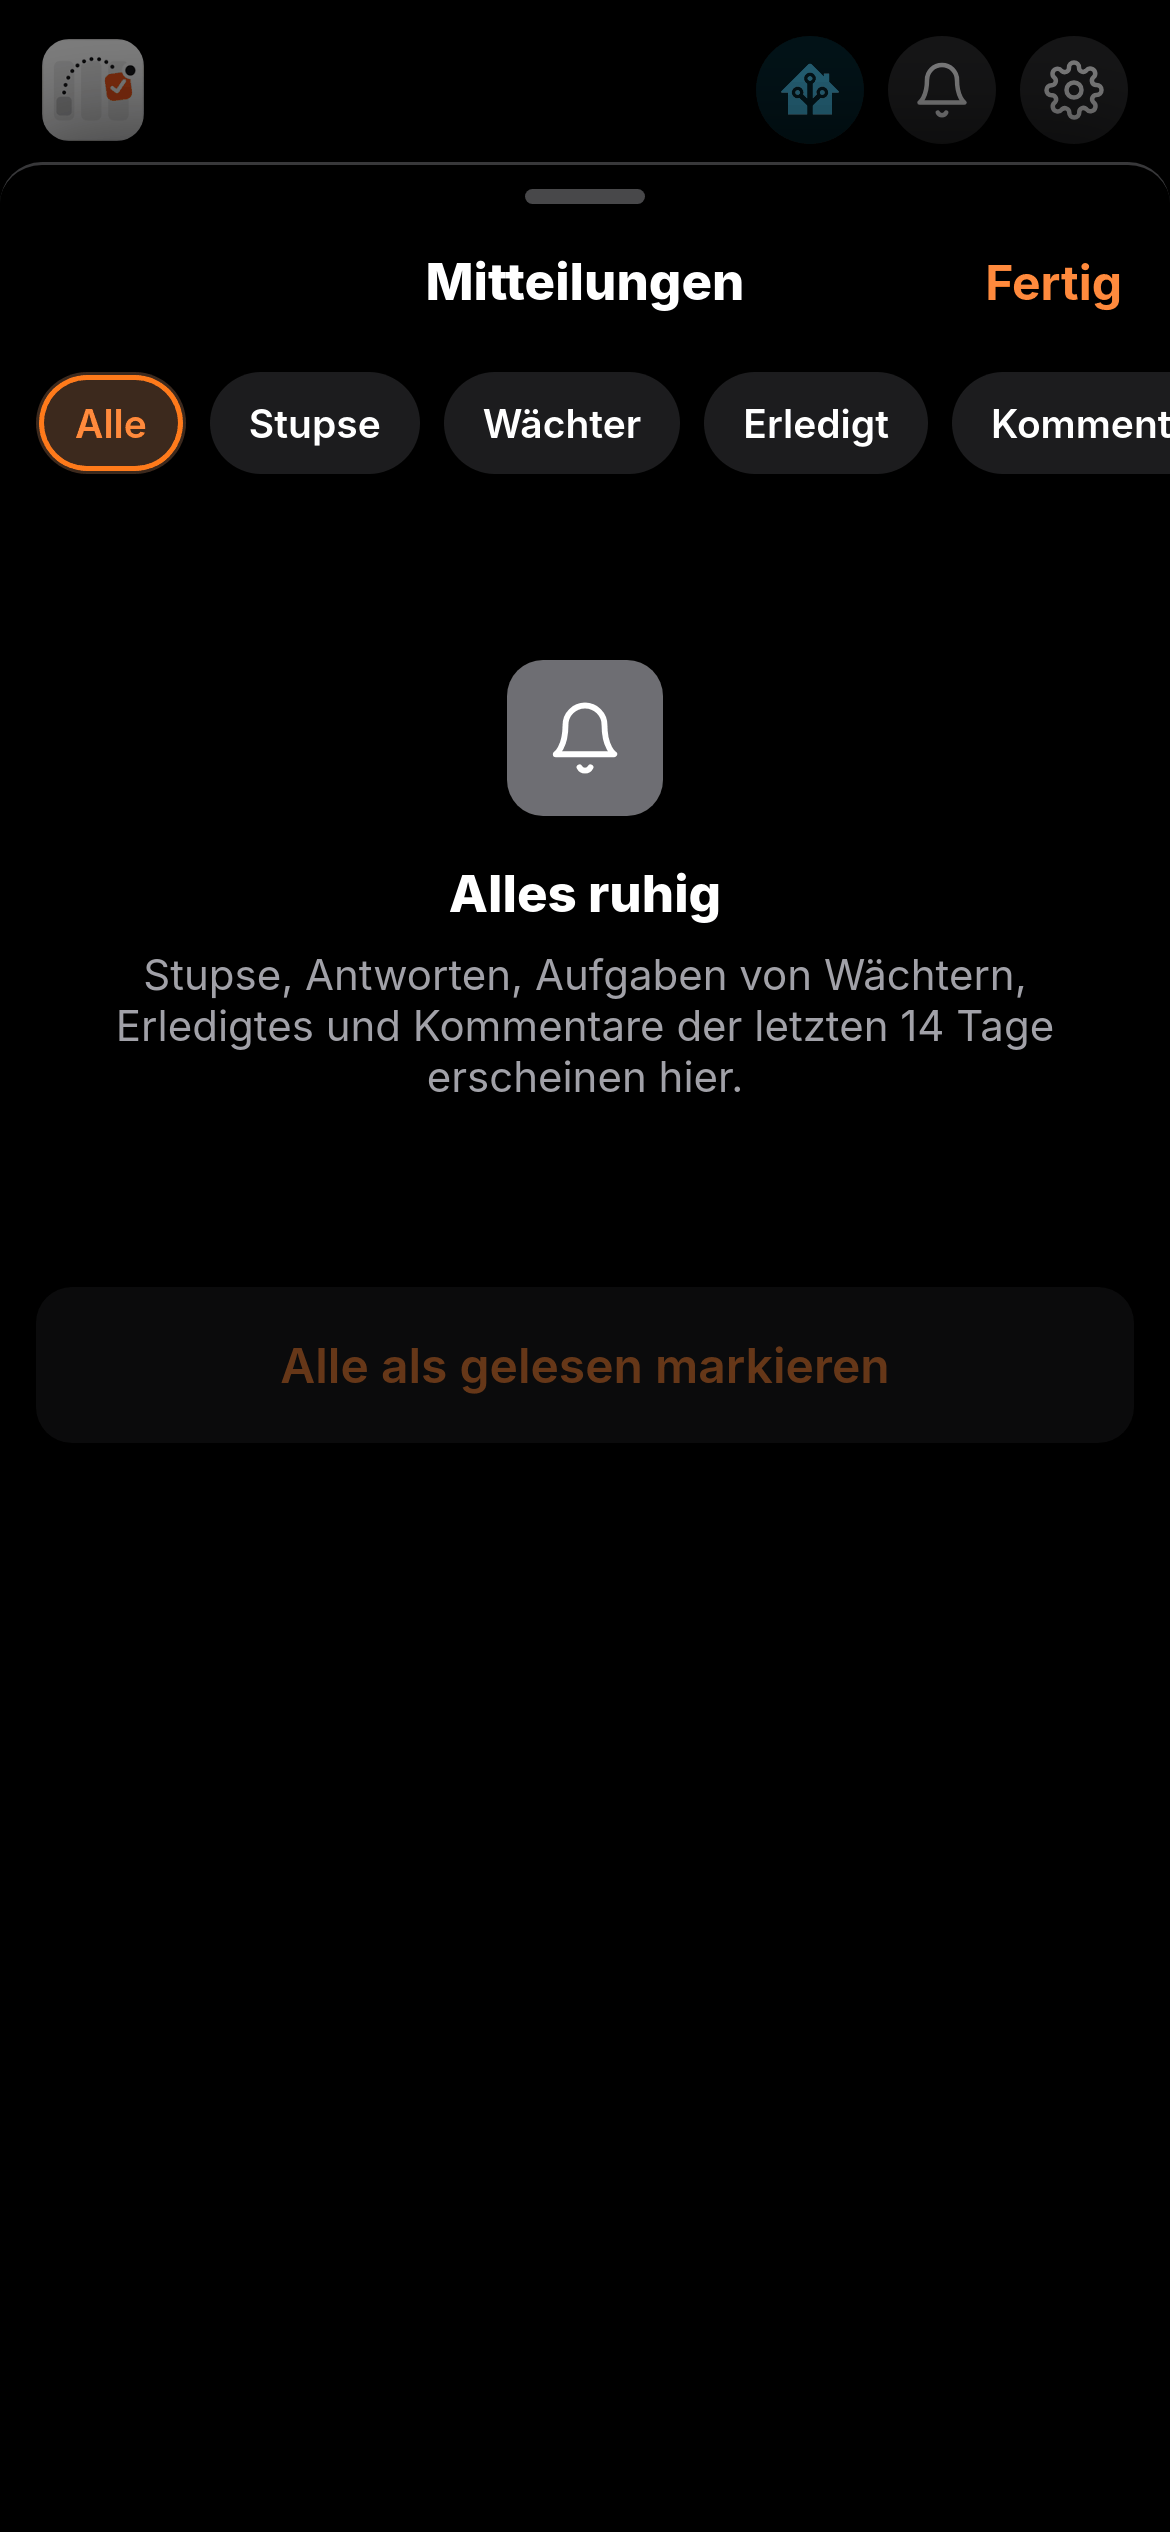 Mitteilungen
Fertig
Alle
Stupse
Wächter
Erledigt
Komment
Alles ruhig
Stupse, Antworten, Aufgaben von Wächtern,
Erledigtes und Kommentare der letzten 14 Tage
erscheinen hier.
Alle als gelesen markieren